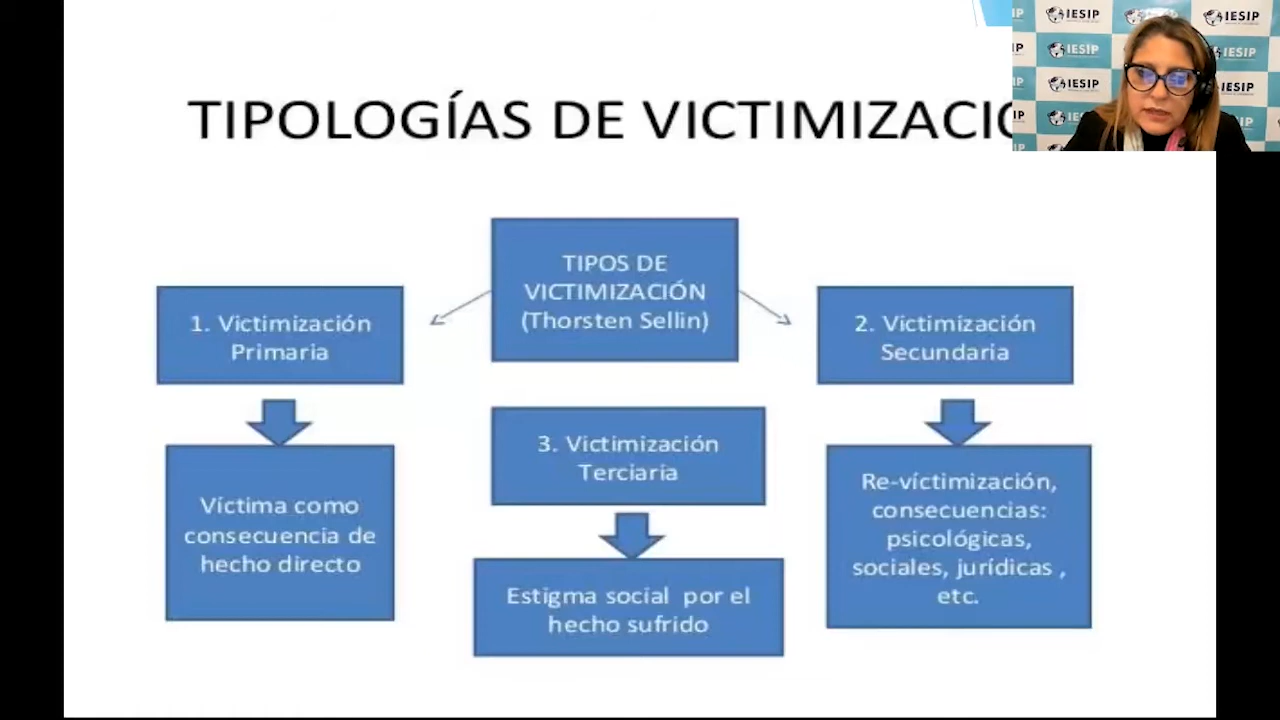 TIPOLOGÍAS DE VICTIMIZACIO
TIPOS DE
VICTIMIZACIÓN
(Thorsten Sellin)
1. Victimización
Primaria
Víctima como
consecuencia de
hecho directo
2. Victimización
Secundaria
Re-víctimización,
consecuencias:
psicológicas,
sociales, jurídicas ,
etc.
3. Victimización
Terciaria
Estigma social por el
hecho sufrido
IESIP
IESIP
IESIP
IESIP
IESIP
IESIP